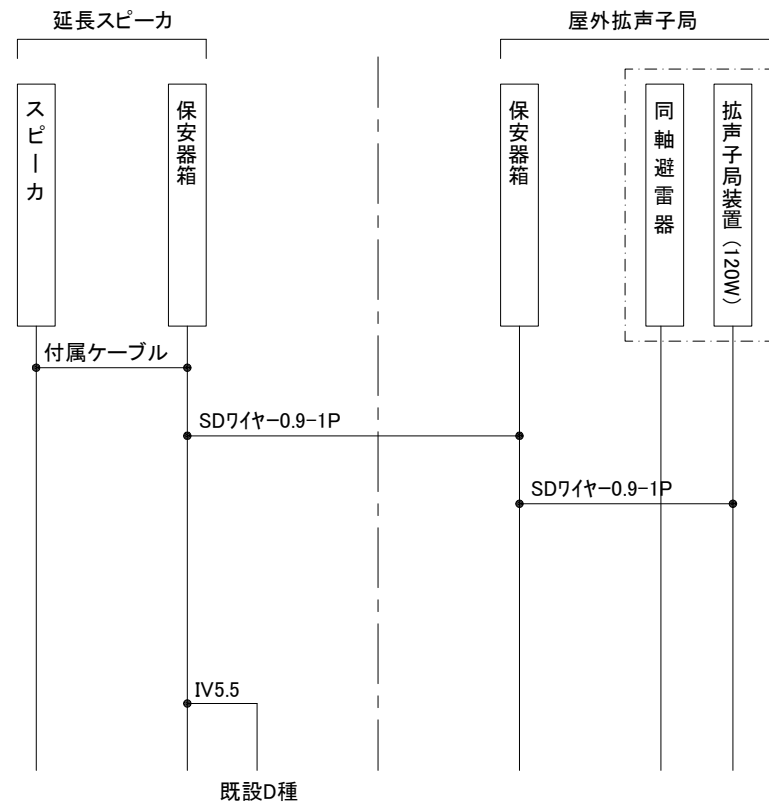 延長スピーカ
屋外拡声子局
スピーカ
保安器箱
保安器箱
同軸避雷器
拡声子局装置（120W）
付属ケーブル
SDﾜｲﾔｰ0.9-1P
SDﾜｲﾔｰ0.9-1P
IV5.5
既設D種